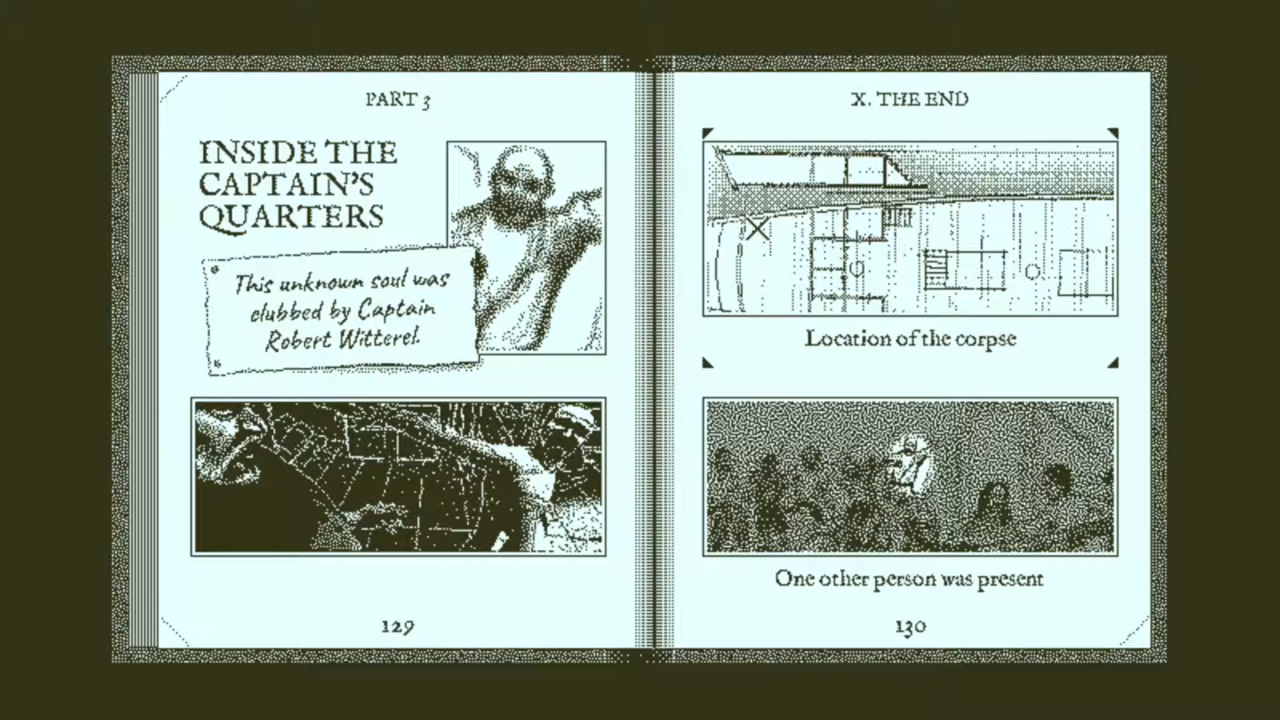 PART 3
INSIDE THE
CAPTAIN'S
QUARTERS
This unknown soul was
clubbed by Captain
Robert Witterel.
129
X. THE END
Location of the corpse
One other person was present
130